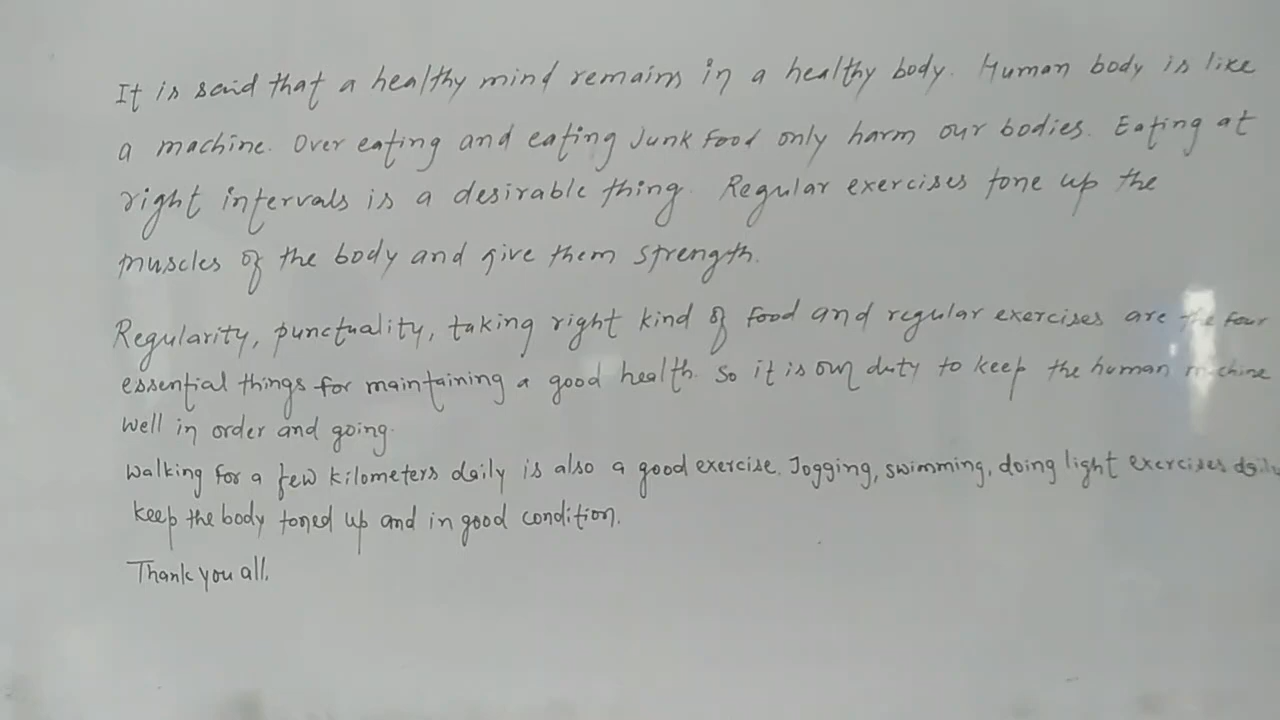 It is said that a healthy mind remains in a healthy body. Human body is like
a machine. Over eating and eating Junk food only harm our bodies. Eating at
right intervals is a desirable thing. Regular exercises tone up the
muscles of the body and give them strength.
Regularity, punctuality, taking right kind of food and regular exercises are the four
essential things for maintaining a good health. So it is our duty to keep the human machine
well in order and going.
Walking for a few kilometers daily is also a good exercise. Jogging, swimming, doing light exercises daily
keep the body toned up and in good condition.
Thank you all.